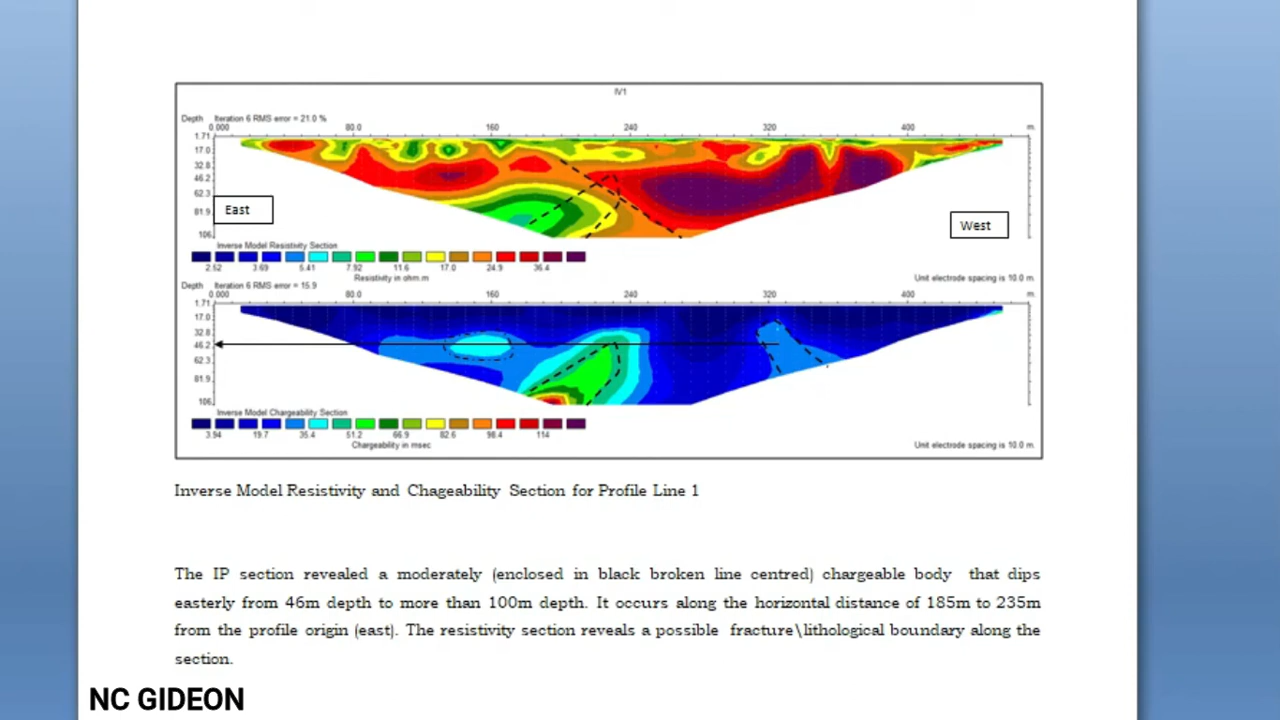 IV1
Depth Iteration 6 RMS error = 21.0 %
0.000 80.0 160 240 320 400 m.
1.71
17.0
32.8
46.2
62.3
81.9
106.
East
West
Inverse Model Resistivity Section
2.52 3.69 5.41 7.92 11.6 17.0 24.9 36.4
Resistivity in ohm.m
Unit electrode spacing is 10.0 m.
Depth Iteration 6 RMS error = 15.9
0.000 80.0 160 240 320 400 m.
1.71
17.0
32.8
46.2
62.3
81.9
106.
Inverse Model Chargeability Section
3.94 19.7 35.4 51.2 66.9 82.6 98.4 114
Chargeability in msec
Unit electrode spacing is 10.0 m.
Inverse Model Resistivity and Chageability Section for Profile Line 1
The IP section revealed a moderately (enclosed in black broken line centred) chargeable body that dips
easterly from 46m depth to more than 100m depth. It occurs along the horizontal distance of 185m to 235m
from the profile origin (east). The resistivity section reveals a possible fracture\lithological boundary along the
section.
NC GIDEON